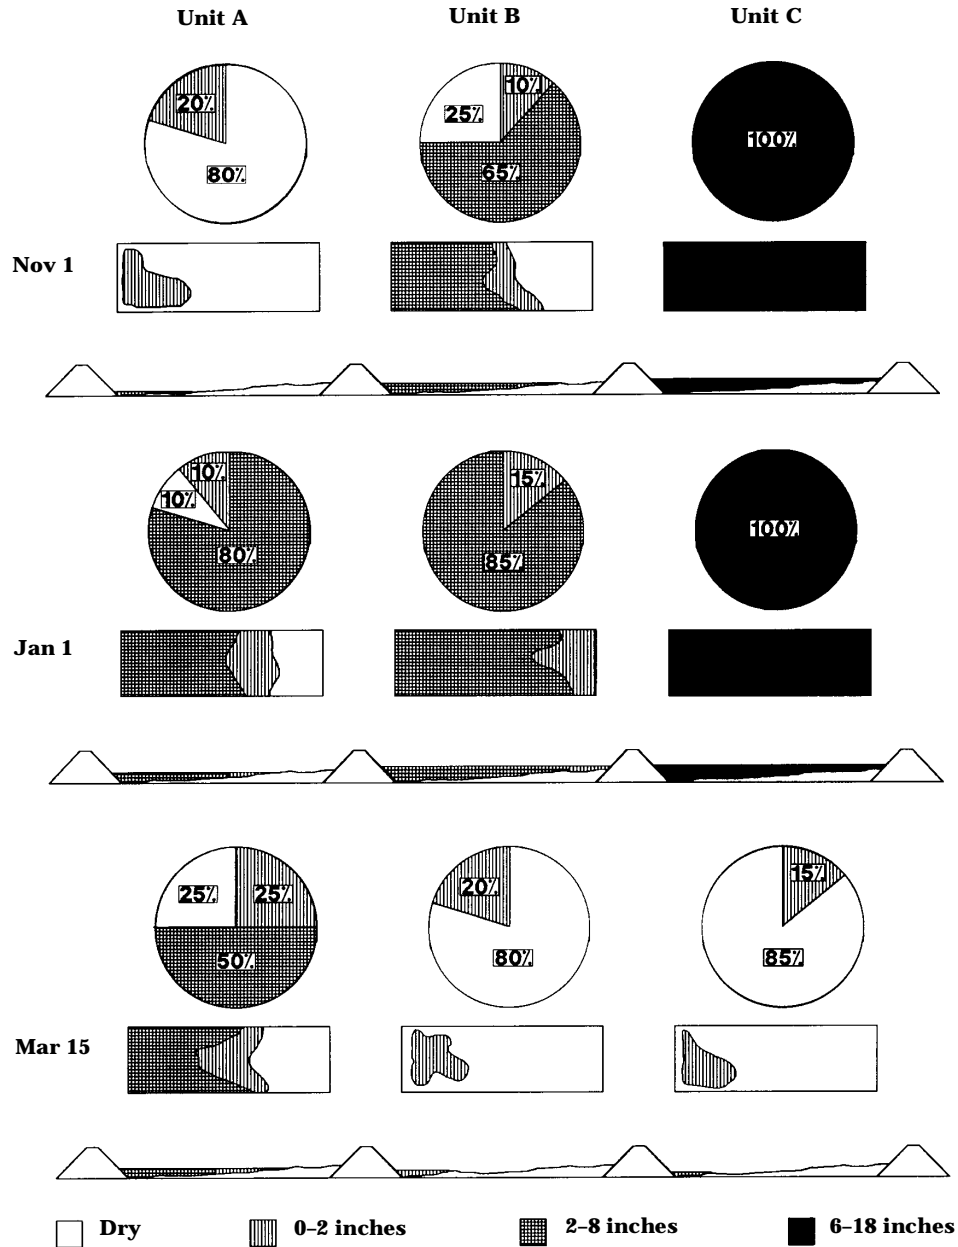 Unit A Unit B Unit C
20% 80%
25% 10% 65%
100%
Nov 1
10% 10% 80%
15% 85%
100%
Jan 1
25% 25% 50%
20% 80%
15% 85%
Mar 15
Dry 0–2 inches 2–8 inches 6–18 inches